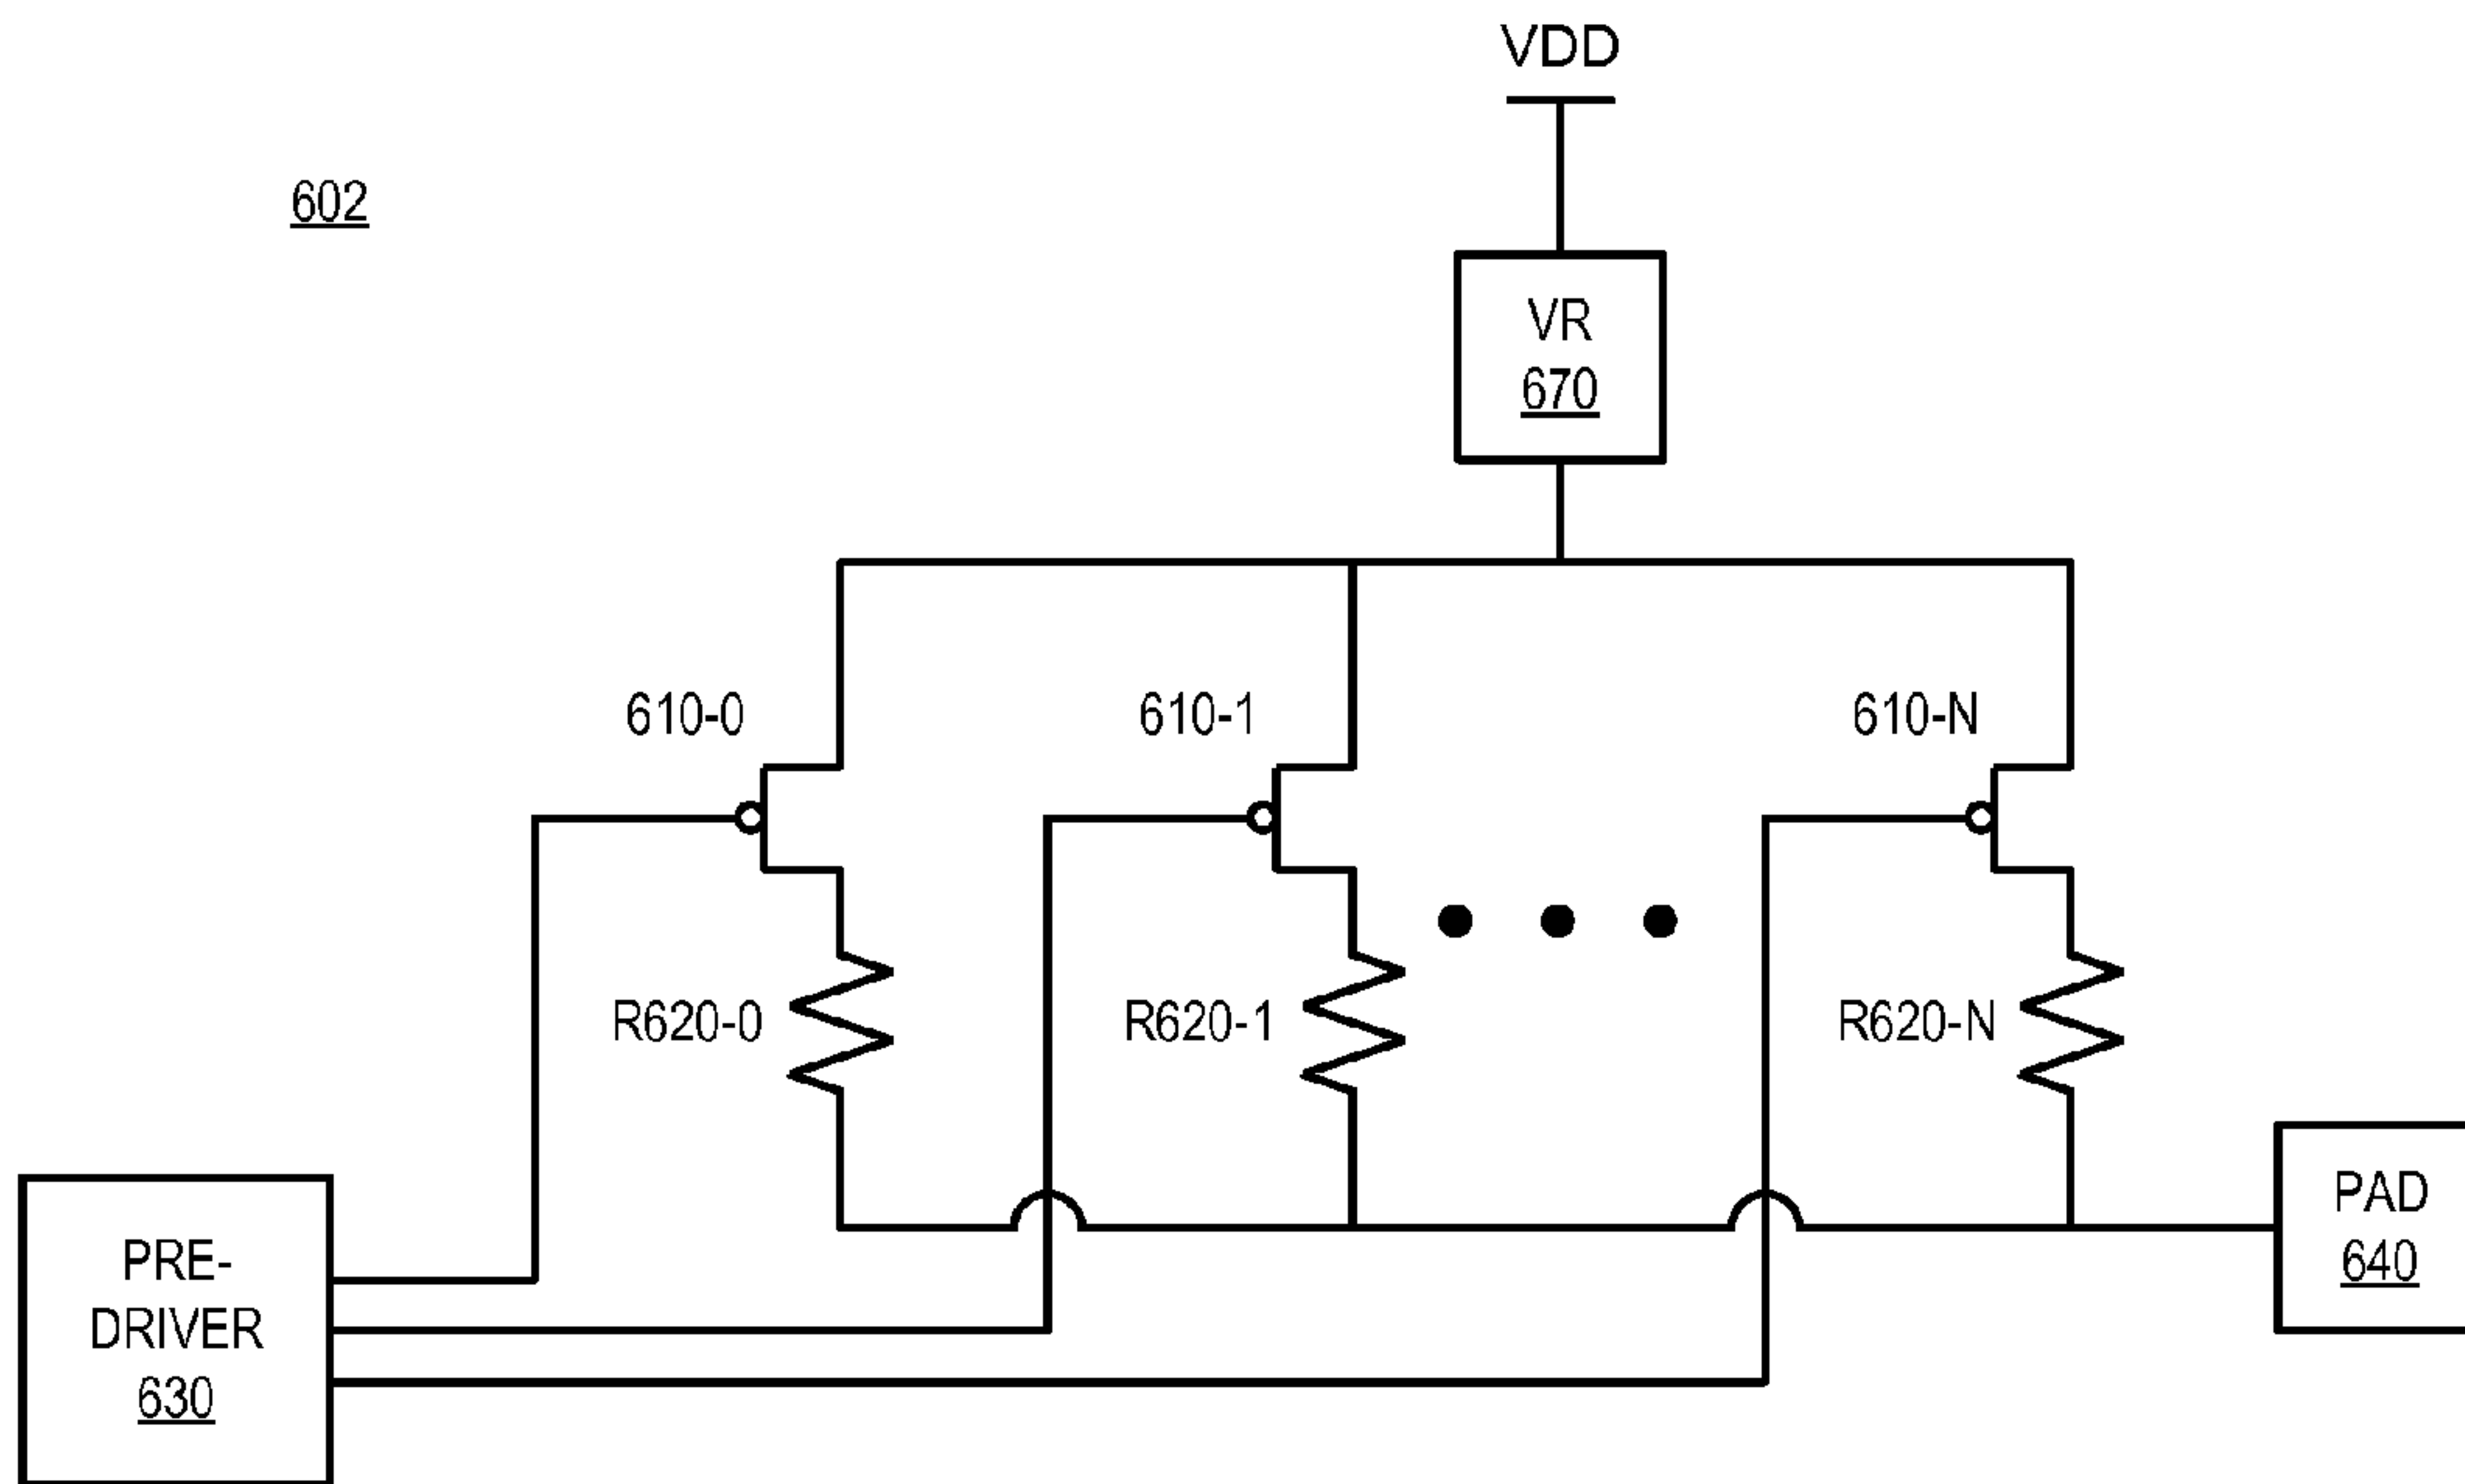 VDD
602
VR
670
610-0
610-1
610-N
R620-0
R620-1
R620-N
PRE-
DRIVER
630
PAD
640